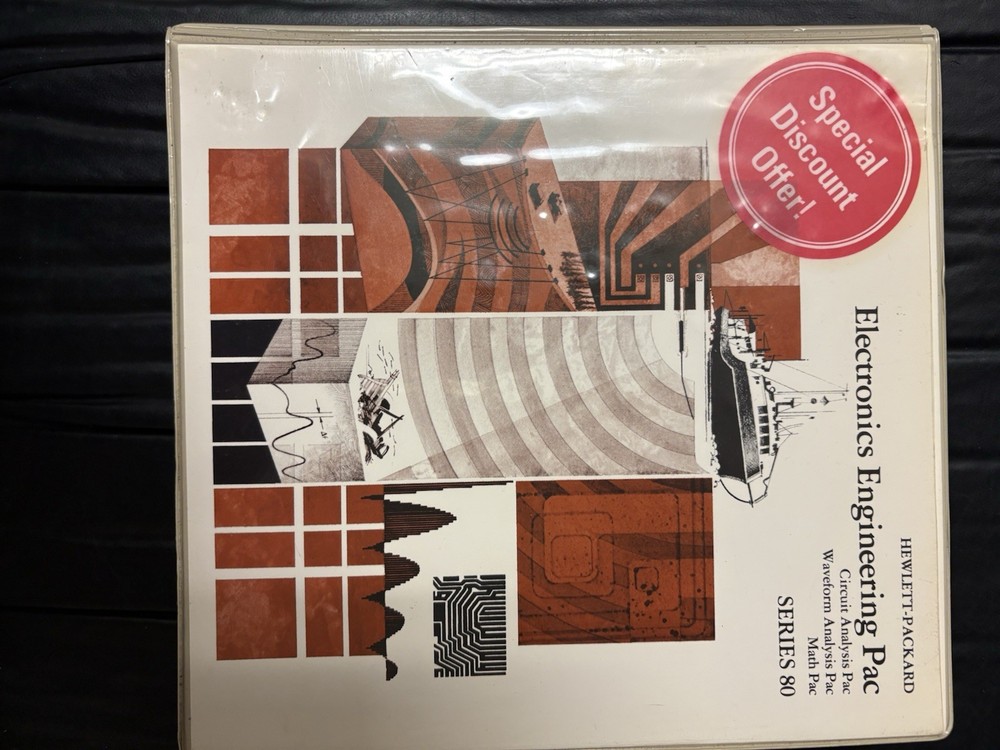 Special
Discount
Offer!
HEWLETT-PACKARD
Electronics Engineering Pac
Circuit Analysis Pac
Waveform Analysis Pac
Math Pac
SERIES 80